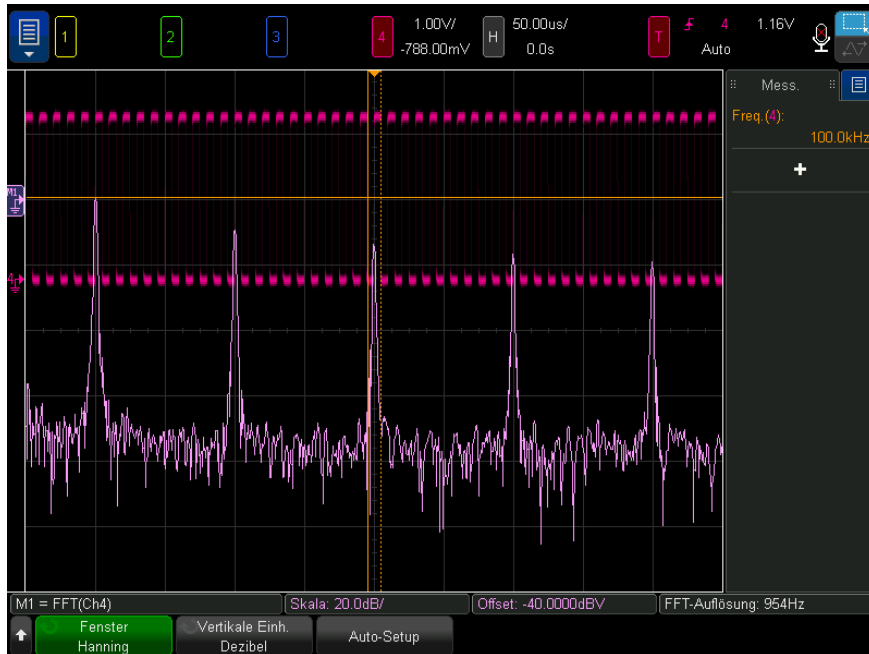 1
2
3
4
1.00V/
-788.00mV
H
50.00us/
0.0s
T
4
Auto
1.16V
Mess.
Freq.(4):
100.0kHz
+
M1
4
M1 = FFT(Ch4)
Skala: 20.0dB/
Offset: -40.0000dBV
FFT-Auflösung: 954Hz
Fenster
Hanning
Vertikale Einh.
Dezibel
Auto-Setup